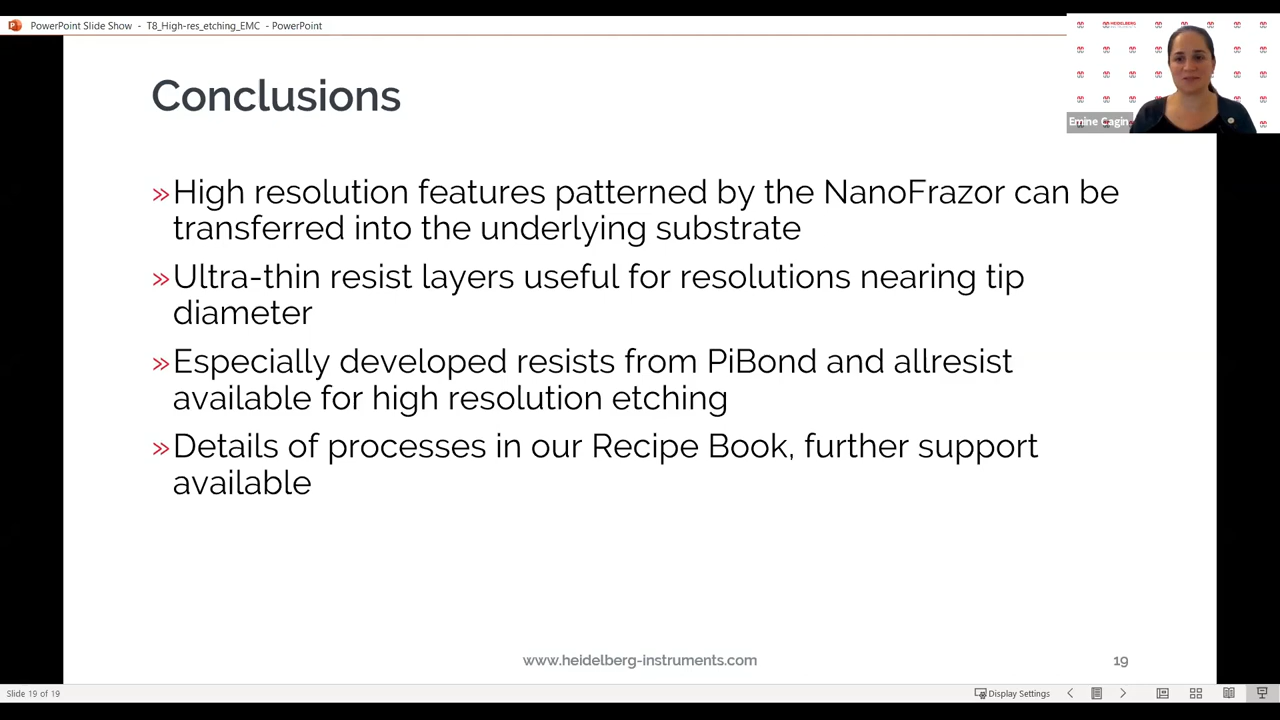 PowerPoint Slide Show - T8_High-res_etching_EMC - PowerPoint
HEIDELBERG
Emine Cagin
Conclusions
»High resolution features patterned by the NanoFrazor can be
transferred into the underlying substrate
»Ultra-thin resist layers useful for resolutions nearing tip
diameter
»Especially developed resists from PiBond and allresist
available for high resolution etching
»Details of processes in our Recipe Book, further support
available
www.heidelberg-instruments.com
19
Slide 19 of 19
Display Settings